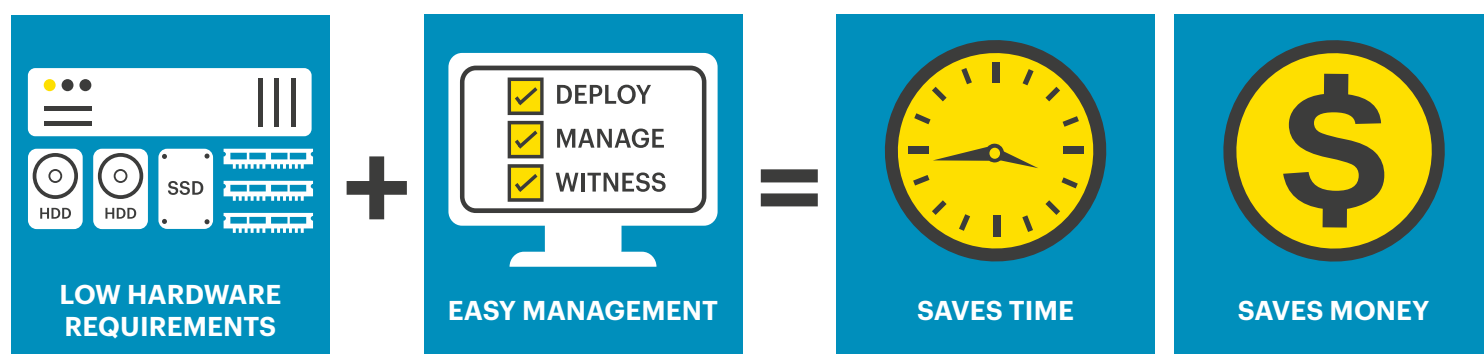 HDD
HDD
SSD
LOW HARDWARE
REQUIREMENTS
+
DEPLOY
MANAGE
WITNESS
EASY MANAGEMENT
=
SAVES TIME
$
SAVES MONEY